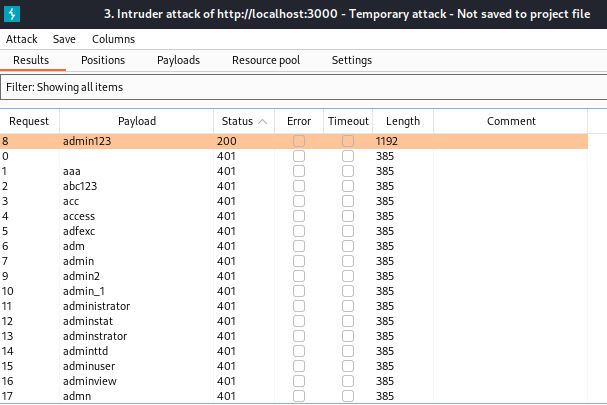 3. Intruder attack of http://localhost:3000 - Temporary attack - Not saved to project file
Attack Save Columns
Results Positions Payloads Resource pool Settings
Filter: Showing all items
Request Payload Status Error Timeout Length Comment
8 admin123 200 1192
0 401 385
1 aaa 401 385
2 abc123 401 385
3 acc 401 385
4 access 401 385
5 adfexc 401 385
6 adm 401 385
7 admin 401 385
9 admin2 401 385
10 admin_1 401 385
11 administrator 401 385
12 adminstat 401 385
13 adminstrator 401 385
14 adminttd 401 385
15 adminuser 401 385
16 adminview 401 385
17 admn 401 385